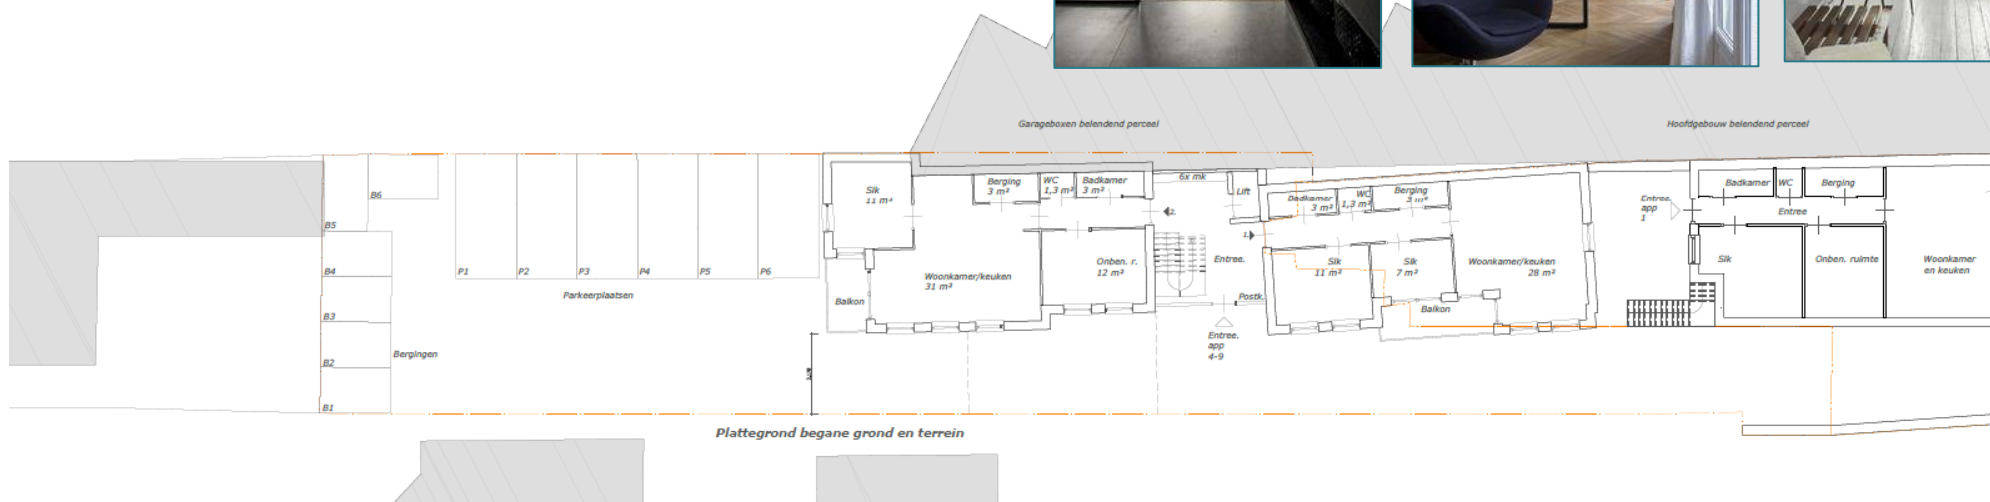 Garageboxen belendend perceel
Hoofdgebouw belendend perceel
B6
B5
B4
B3
B2
B1
Bergingen
P1
P2
P3
P4
P5
P6
Parkeerplaatsen
Slk
11 m²
Berging
3 m²
WC
1,3 m²
Badkamer
3 m²
6x mk
Lift
2.
Woonkamer/keuken
31 m²
Onben. r.
12 m²
Balkon
Entree.
Postk.
Entree.
app
4-9
1.
Badkamer
3 m²
WC
1,3 m²
Berging
3 m²
Slk
11 m²
Slk
7 m²
Woonkamer/keuken
28 m²
Balkon
Entree
app
1
Badkamer
WC
Berging
Entree
Slk
Onben. ruimte
Woonkamer
en keuken
Plattegrond begane grond en terrein